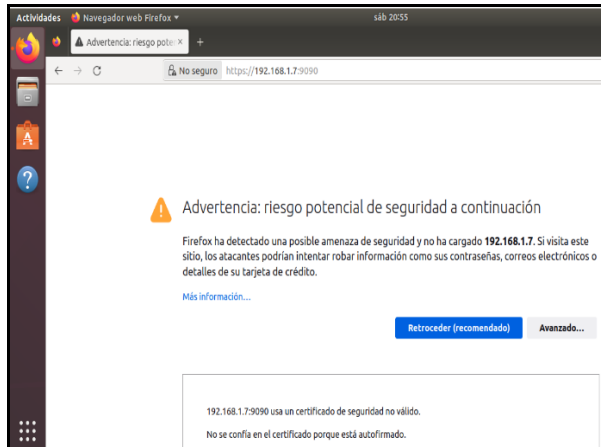 Actividades Navegador web Firefox sáb 20:55
Advertencia: riesgo pote
No seguro https://192.168.1.7:9090
Advertencia: riesgo potencial de seguridad a continuación
Firefox ha detectado una posible amenaza de seguridad y no ha cargado 192.168.1.7. Si visita este
sitio, los atacantes podrían intentar robar información como sus contraseñas, correos electrónicos o
detalles de su tarjeta de crédito.
Más información...
Retroceder (recomendado) Avanzado...
192.168.1.7:9090 usa un certificado de seguridad no válido.
No se confía en el certificado porque está autofirmado.